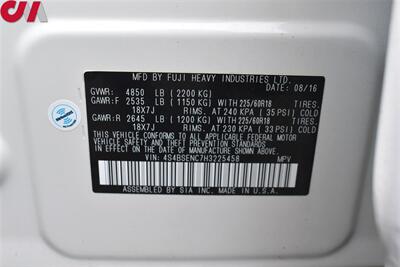 MFD BY FUJI HEAVY INDUSTRIES LTD.
DATE 08/16
GVWR: 4850 LB (2200 KG)
GAWR:F 2535 LB (1150 KG) WITH 225/60R18 TIRES.
18X7J RIMS. AT 240 KPA ( 35 PSI) COLD
GAWR:R 2645 LB (1200 KG) WITH 225/60R18 TIRES.
18X7J RIMS. AT 230 KPA ( 33 PSI) COLD
THIS VEHICLE CONFORMS TO ALL APPLICABLE FEDERAL MOTOR
VEHICLE SAFETY AND THEFT PREVENTION STANDARDS IN
EFFECT ON THE DATE OF MANUFACTURE SHOWN ABOVE.
VIN: 4S4BSENC7H3225458 MPV
ASSEMBLED BY SIA INC. MADE IN U.S.A.